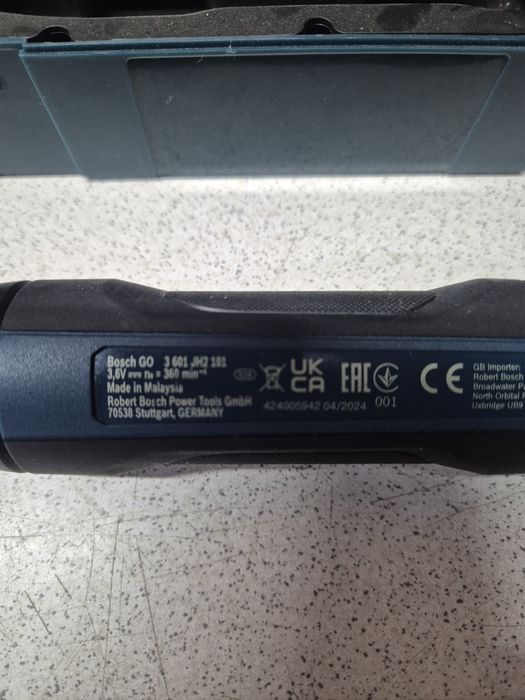 Bosch GO 3 601 JH2 101
3,6V n₀ = 360 min⁻¹
Made in Malaysia
Robert Bosch Power Tools GmbH
70538 Stuttgart, GERMANY
UK
CA
EAC
CE
424005942 04/2024 001
GB Importer:
Robert Bosch
Broadwater Pa
North Orbital
Uxbridge UB9